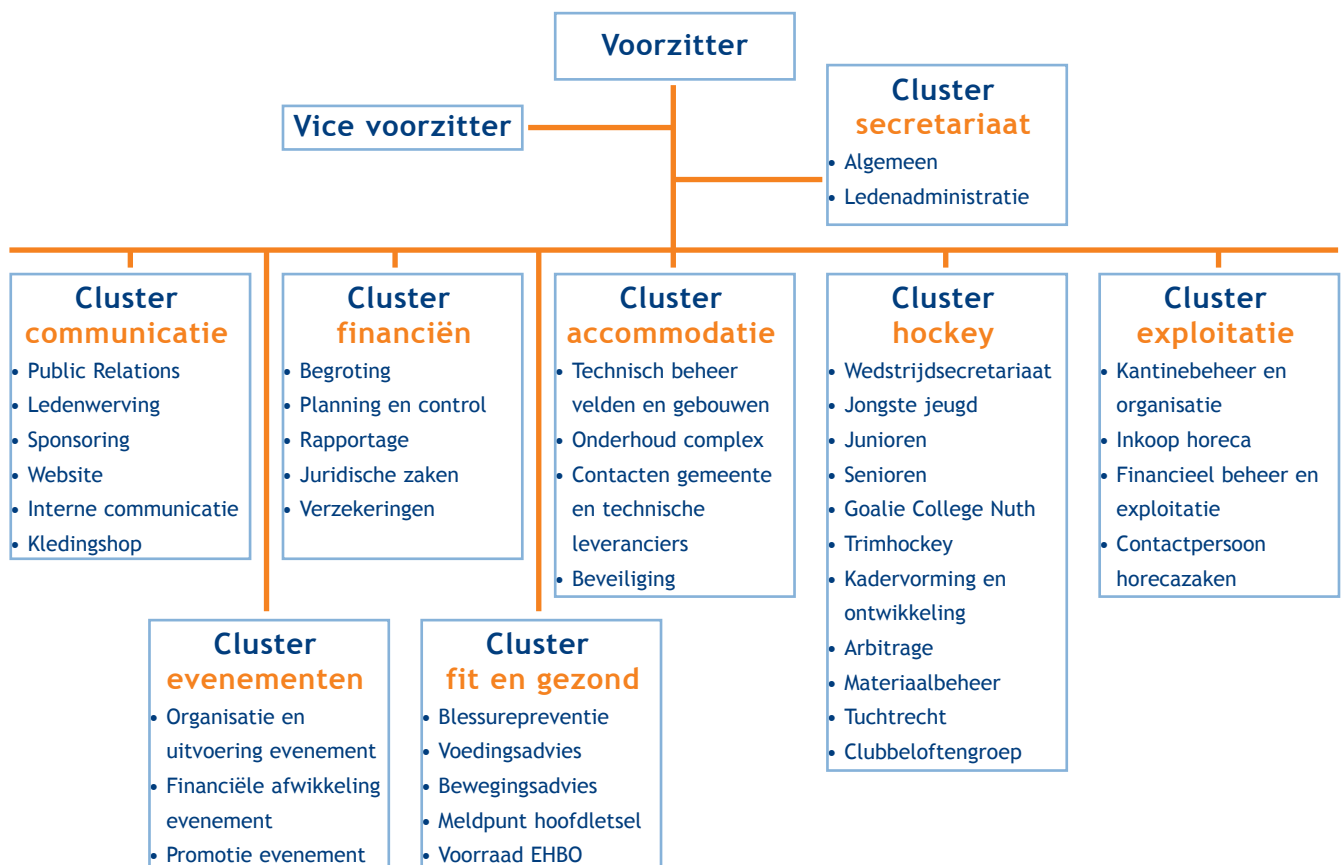 Voorzitter
Vice voorzitter
Cluster
secretariaat
• Algemeen
• Ledenadministratie
Cluster
communicatie
• Public Relations
• Ledenwerving
• Sponsoring
• Website
• Interne communicatie
• Kledingshop
Cluster
financiën
• Begroting
• Planning en control
• Rapportage
• Juridische zaken
• Verzekeringen
Cluster
accommodatie
• Technisch beheer
velden en gebouwen
• Onderhoud complex
• Contacten gemeente
en technische
leveranciers
• Beveiliging
Cluster
hockey
• Wedstrijdsecretariaat
• Jongste jeugd
• Junioren
• Senioren
• Goalie College Nuth
• Trimhockey
• Kadervorming en
ontwikkeling
• Arbitrage
• Materiaalbeheer
• Tuchtrecht
• Clubbeloftengroep
Cluster
exploitatie
• Kantinebeheer en
organisatie
• Inkoop horeca
• Financieel beheer en
exploitatie
• Contactpersoon
horecazaken
Cluster
evenementen
• Organisatie en
uitvoering evenement
• Financiële afwikkeling
evenement
• Promotie evenement
Cluster
fit en gezond
• Blessurepreventie
• Voedingsadvies
• Bewegingsadvies
• Meldpunt hoofdletsel
• Voorraad EHBO